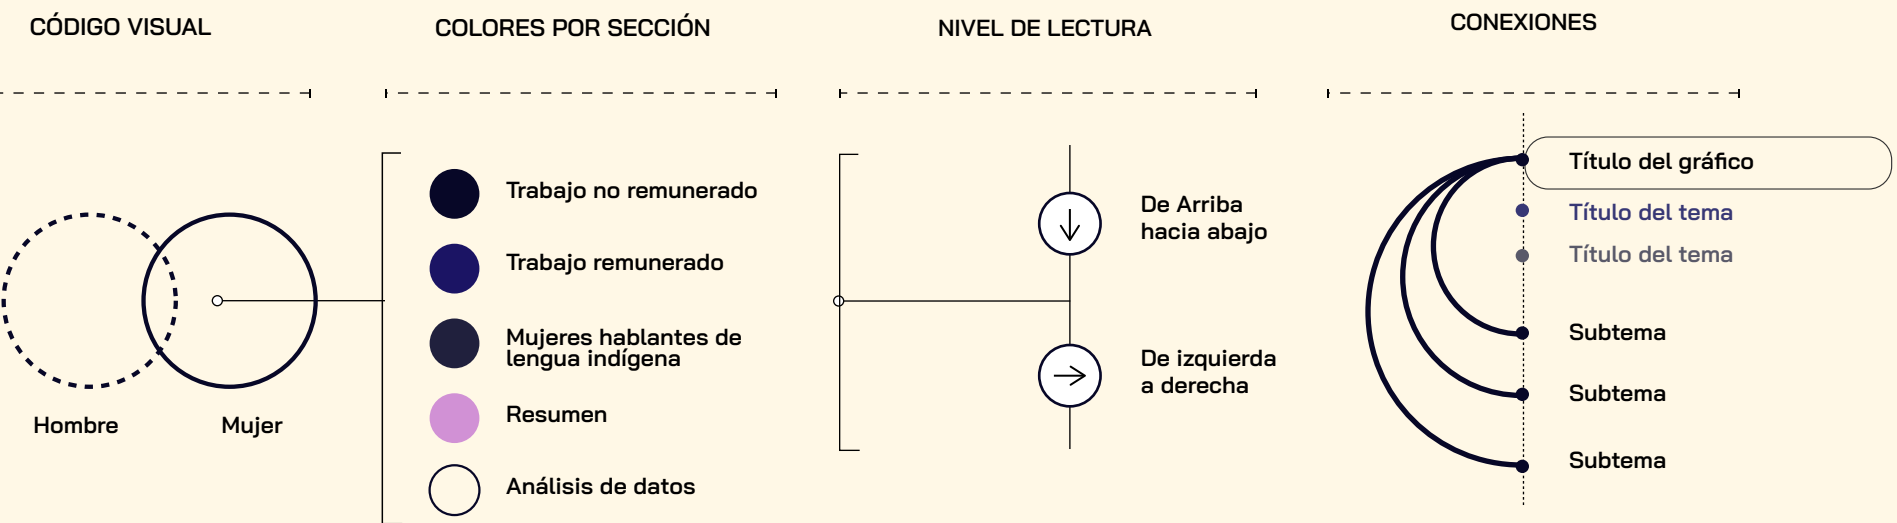 CÓDIGO VISUAL
Hombre
Mujer
COLORES POR SECCIÓN
Trabajo no remunerado
Trabajo remunerado
Mujeres hablantes de
lengua indígena
Resumen
Análisis de datos
NIVEL DE LECTURA
De Arriba
hacia abajo
De izquierda
a derecha
CONEXIONES
Título del gráfico
Título del tema
Título del tema
Subtema
Subtema
Subtema